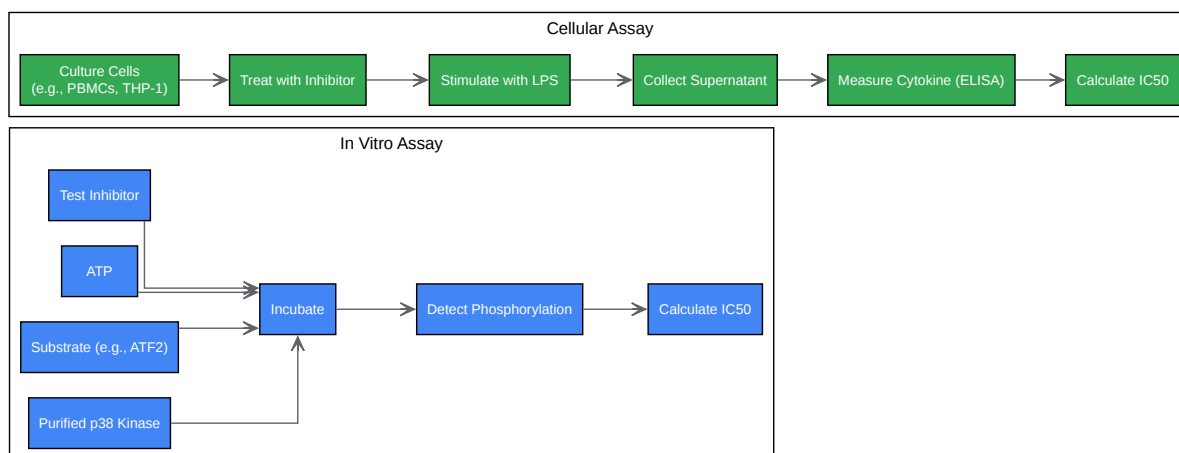 Cellular Assay
Culture Cells
(e.g., PBMCs, THP-1)
Treat with Inhibitor
Stimulate with LPS
Collect Supernatant
Measure Cytokine (ELISA)
Calculate IC50
In Vitro Assay
Test Inhibitor
ATP
Substrate (e.g., ATF2)
Purified p38 Kinase
Incubate
Detect Phosphorylation
Calculate IC50